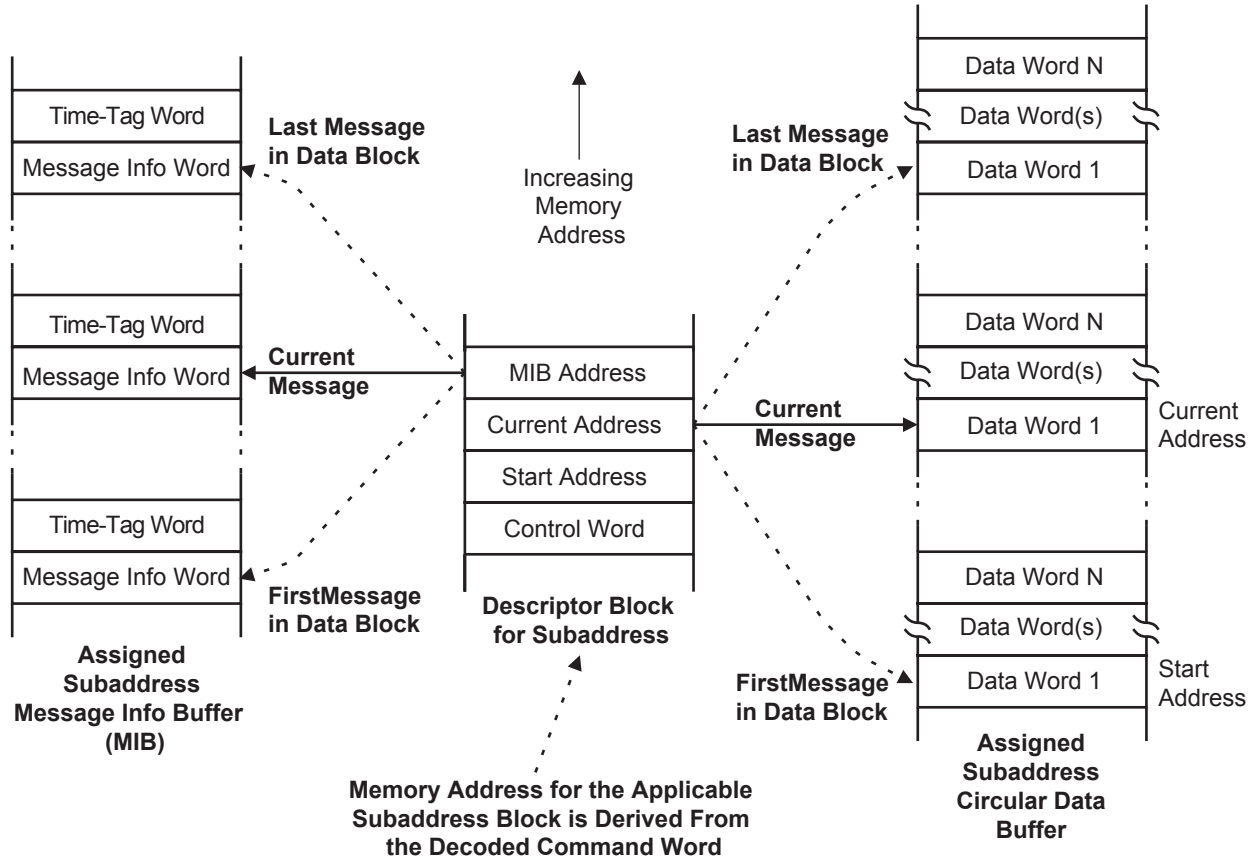 Time-Tag Word
Message Info Word
Time-Tag Word
Message Info Word
Time-Tag Word
Message Info Word
Assigned
Subaddress
Message Info Buffer
(MIB)
Last Message
in Data Block
Current
Message
FirstMessage
in Data Block
Increasing
Memory
Address
MIB Address
Current Address
Start Address
Control Word
Descriptor Block
for Subaddress
Memory Address for the Applicable
Subaddress Block is Derived From
the Decoded Command Word
Last Message
in Data Block
Current
Message
FirstMessage
in Data Block
Data Word N
Data Word(s)
Data Word 1
Data Word N
Data Word(s)
Data Word 1
Current
Address
Data Word N
Data Word(s)
Data Word 1
Start
Address
Assigned
Subaddress
Circular Data
Buffer